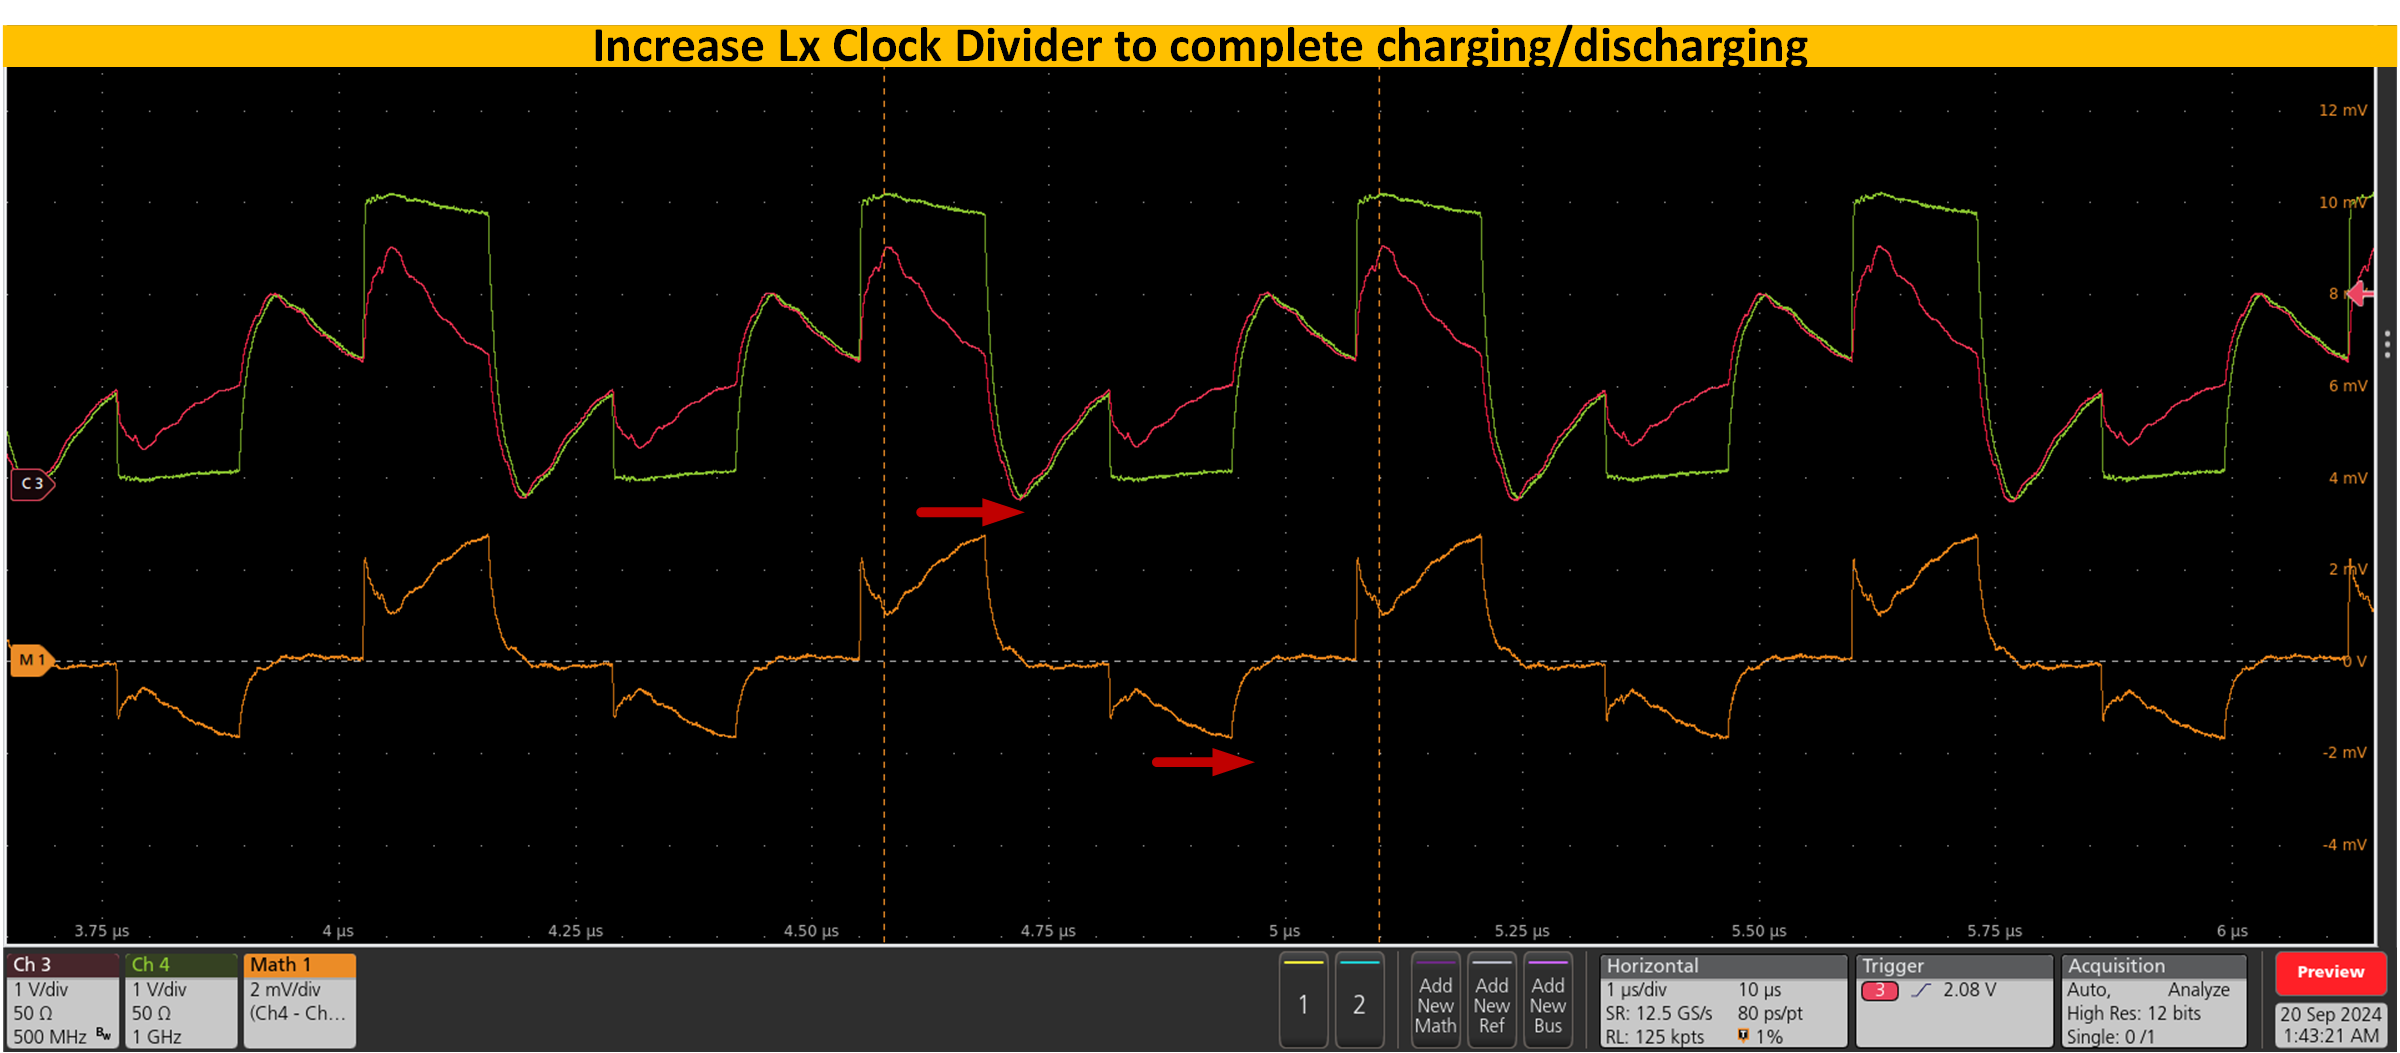 Increase Lx Clock Divider to complete charging/discharging
12 mV
10 mV
8 m
6 mV
C 3
4 mV
2 mV
M 1
0 V
-2 mV
-4 mV
3.75 µs 4 µs 4.25 µs 4.50 µs 4.75 µs 5 µs 5.25 µs 5.50 µs 5.75 µs 6 µs
Ch 3
1 V/div
50 Ω
500 MHz Bw
Ch 4
1 V/div
50 Ω
1 GHz
Math 1
2 mV/div
(Ch4 - Ch...
1
2
Add
New
Math
Add
New
Ref
Add
New
Bus
Horizontal
1 µs/div 10 µs
SR: 12.5 GS/s 80 ps/pt
RL: 125 kpts T 1%
Trigger
3 2.08 V
Acquisition
Auto, Analyze
High Res: 12 bits
Single: 0 /1
Preview
20 Sep 2024
1:43:21 AM